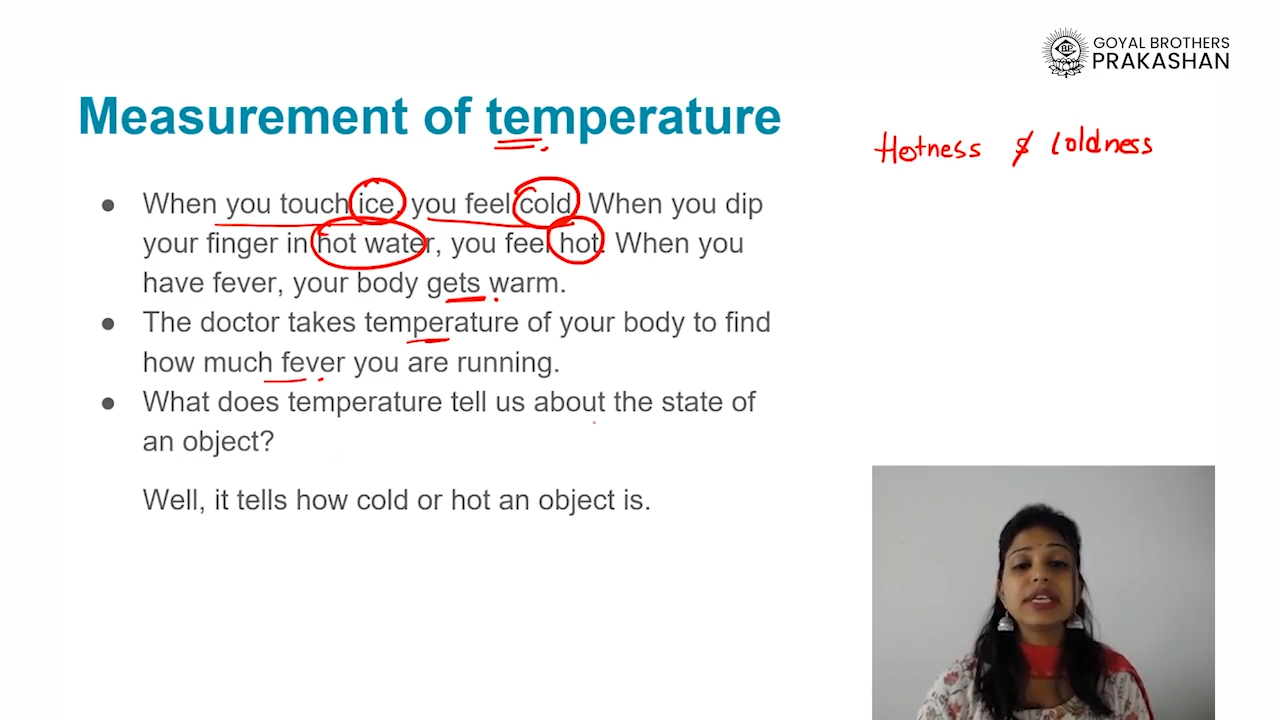 GOYAL BROTHERS
PRAKASHAN
Measurement of temperature
Hotness & Coldness
● When you touch ice, you feel cold. When you dip
your finger in hot water, you feel hot. When you
have fever, your body gets warm.
● The doctor takes temperature of your body to find
how much fever you are running.
● What does temperature tell us about the state of
an object?
Well, it tells how cold or hot an object is.